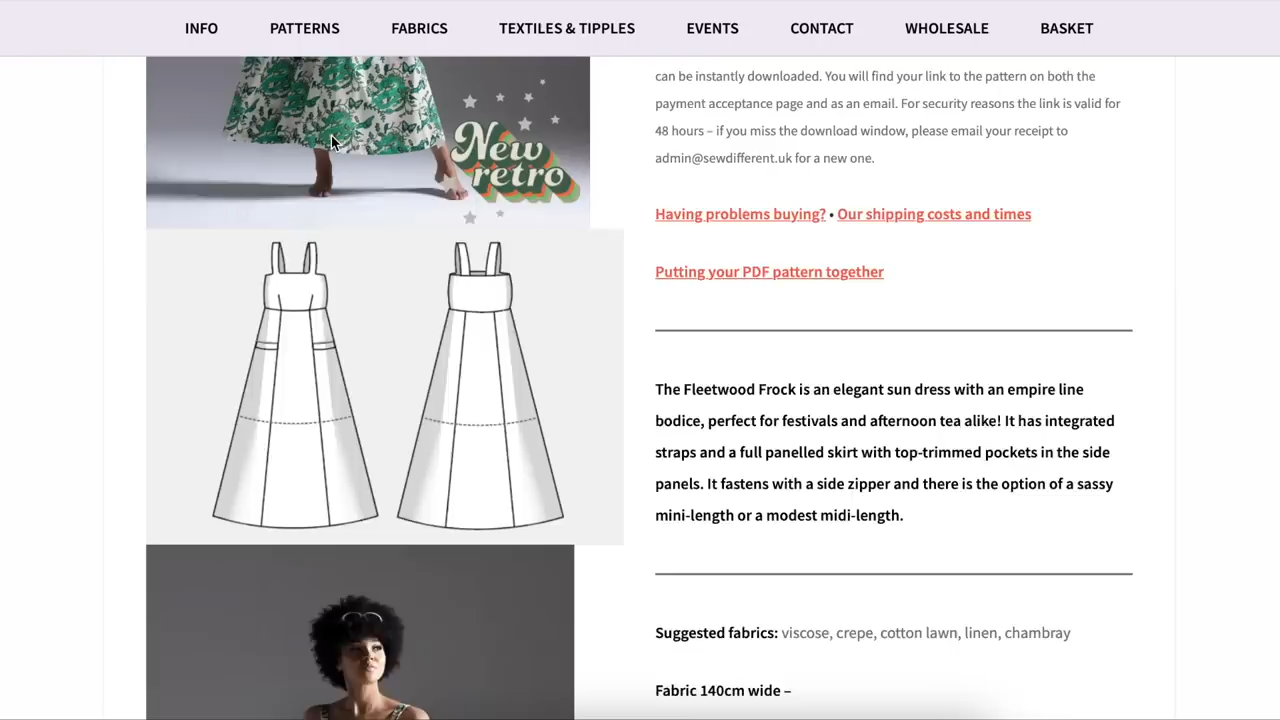 INFO PATTERNS FABRICS TEXTILES & TIPPLES EVENTS CONTACT WHOLESALE BASKET
New
retro
can be instantly downloaded. You will find your link to the pattern on both the
payment acceptance page and as an email. For security reasons the link is valid for
48 hours – if you miss the download window, please email your receipt to
admin@sewdifferent.uk for a new one.
Having problems buying? • Our shipping costs and times
Putting your PDF pattern together
The Fleetwood Frock is an elegant sun dress with an empire line
bodice, perfect for festivals and afternoon tea alike! It has integrated
straps and a full panelled skirt with top-trimmed pockets in the side
panels. It fastens with a side zipper and there is the option of a sassy
mini-length or a modest midi-length.
Suggested fabrics: viscose, crepe, cotton lawn, linen, chambray
Fabric 140cm wide –